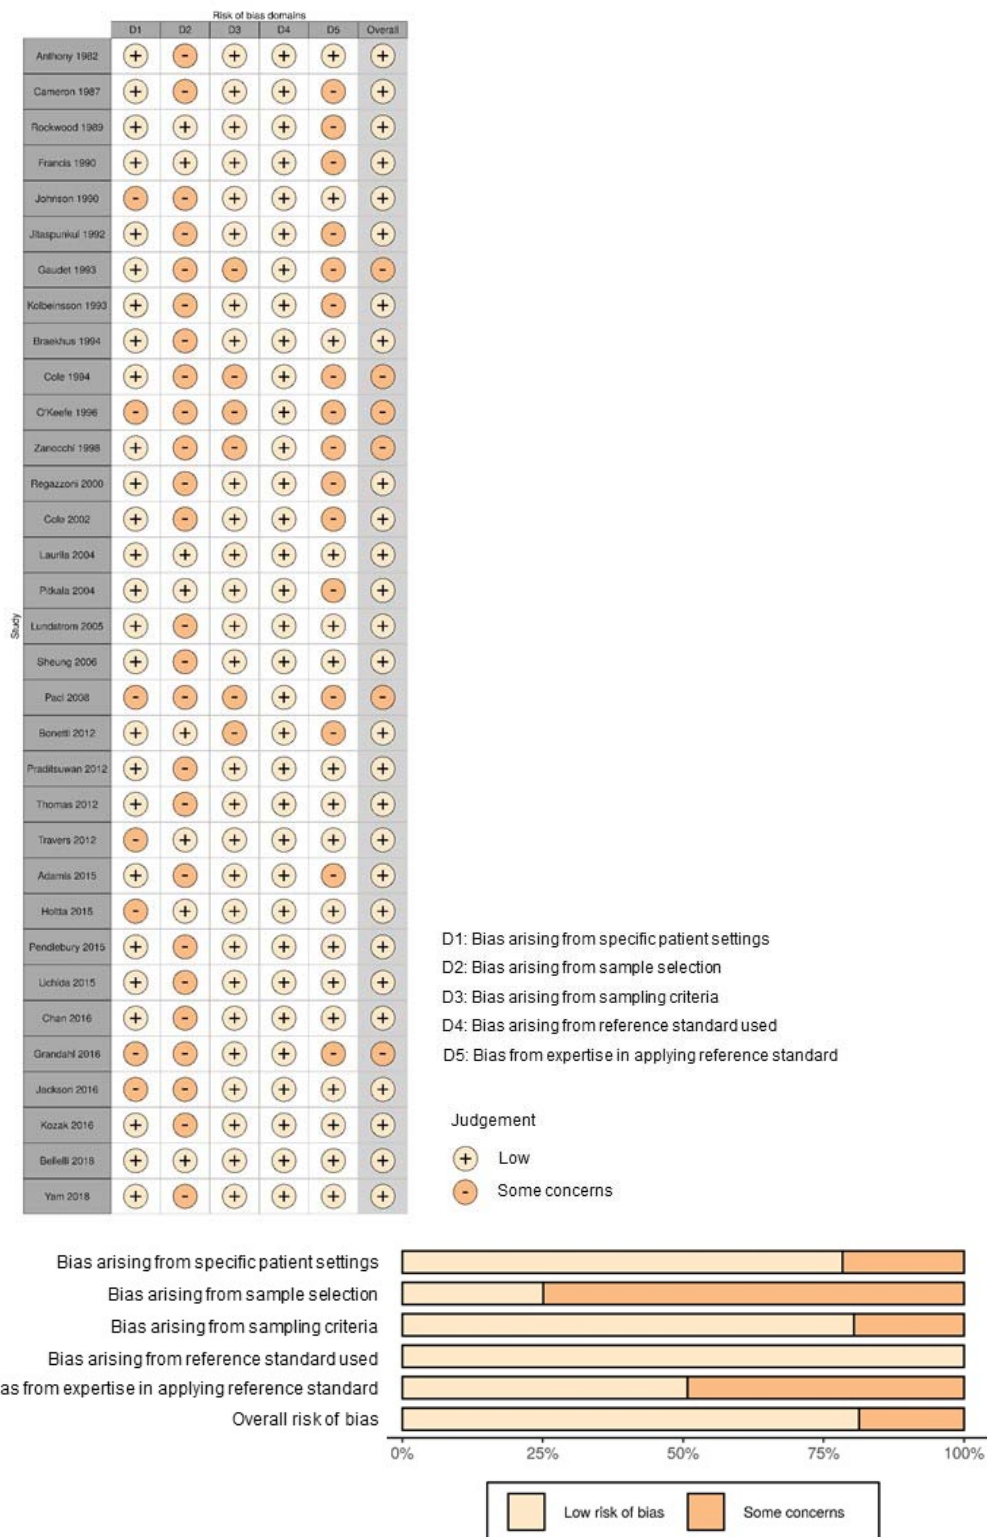 Risk of bias domains
D1 D2 D3 D4 D5 Overall
Study
Anthony 1982 + - + + + +
Cameron 1987 + - + + - +
Rockwood 1989 + + + + - +
Francis 1990 + + + + - +
Johnson 1990 - - + + + +
Jitaspunkul 1992 + - + + - +
Gaudet 1993 + - - + - -
Kolbeinsson 1993 + - + + - +
Braekhus 1994 + - + + + +
Cole 1994 + - - + - -
O'Keefe 1996 - - - + - -
Zanocchi 1998 + - - + - -
Regazzoni 2000 + - + + - +
Cole 2002 + - + + - +
Laurila 2004 + + + + + +
Pitkala 2004 + + + + - +
Lundstrom 2005 + - + + + +
Sheung 2006 + - + + + +
Paci 2008 - - - + - -
Bonetti 2012 + + - + - +
Praditsuwan 2012 + - + + + +
Thomas 2012 + - + + + +
Travers 2012 - + + + + +
Adamis 2015 + - + + - +
Holtta 2015 - + + + + +
Pendlebury 2015 + - + + + +
Uchida 2015 + - + + + +
Chan 2016 + - + + + +
Grandahl 2016 - - + + - -
Jackson 2016 - - + + + +
Kozak 2016 + - + + + +
Bellelli 2018 + + + + + +
Yam 2018 + - + + + +
D1: Bias arising from specific patient settings
D2: Bias arising from sample selection
D3: Bias arising from sampling criteria
D4: Bias arising from reference standard used
D5: Bias from expertise in applying reference standard
Judgement
+ Low
- Some concerns
Bias arising from specific patient settings
Bias arising from sample selection
Bias arising from sampling criteria
Bias arising from reference standard used
as from expertise in applying reference standard
Overall risk of bias
0% 25% 50% 75% 100%
Low risk of bias Some concerns